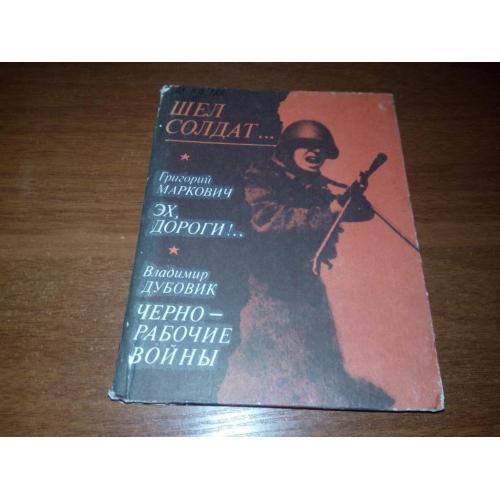 ШЕЛ
СОЛДАТ...
Григорий
МАРКОВИЧ
ЭХ,
ДОРОГИ!..
Владимир
ДУБОВИК
ЧЕРНО-
РАБОЧИЕ
ВОЙНЫ